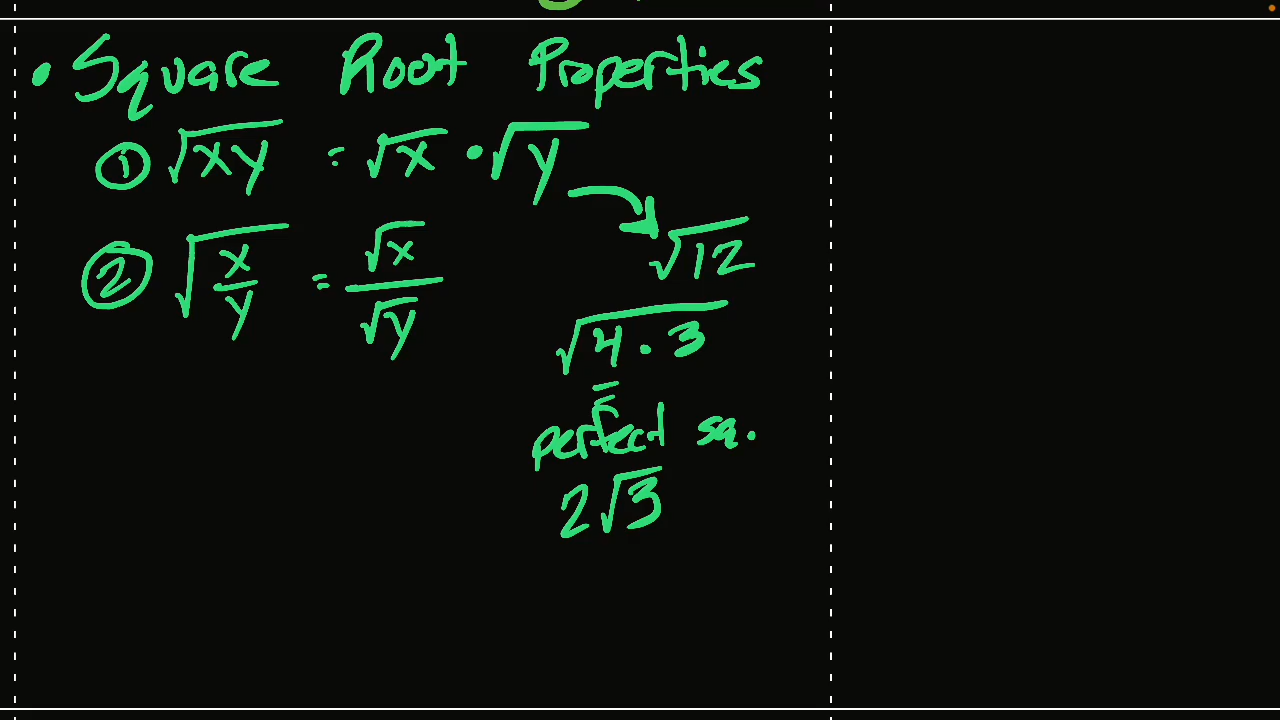 • Square Root Properties
① √xy = √x • √y
② √(x/y) = √x/√y
√12
√4 • 3
perfect sq.
2√3